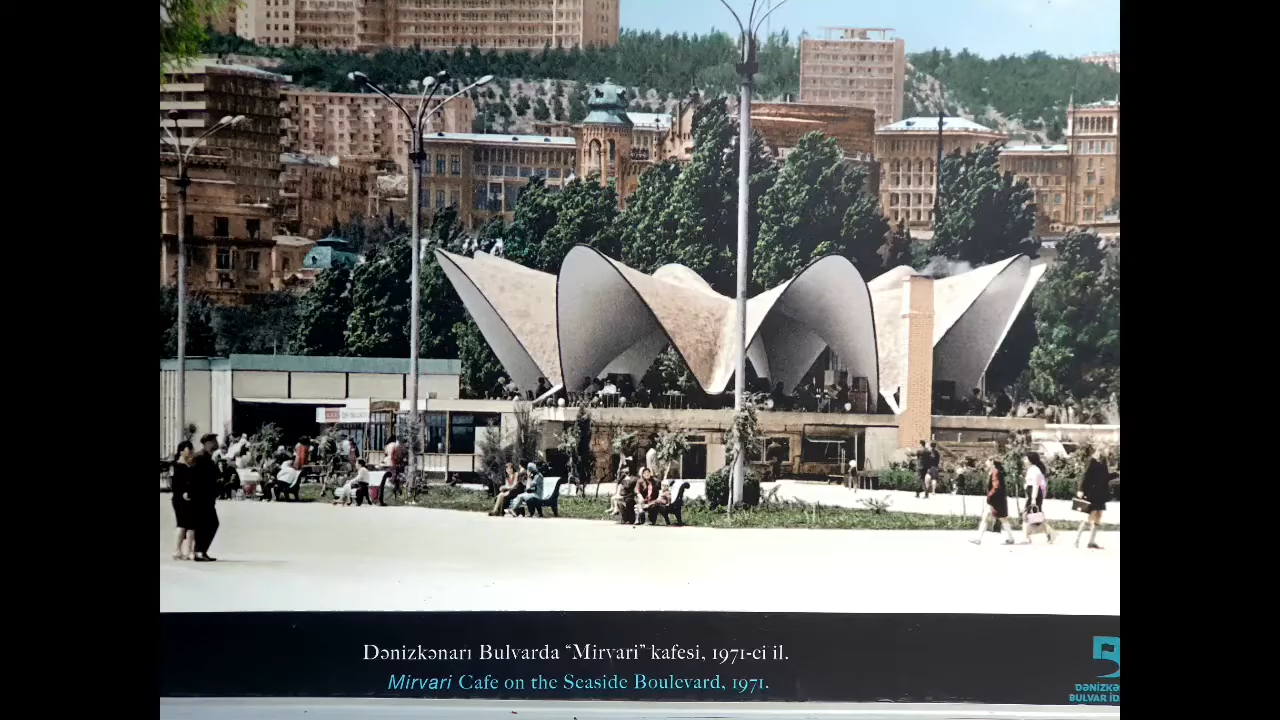 Dənizkənarı Bulvarda “Mirvari” kafesi, 1971-ci il.
Mirvari Cafe on the Seaside Boulevard, 1971.
DƏNİZKƏ
BULVAR İD